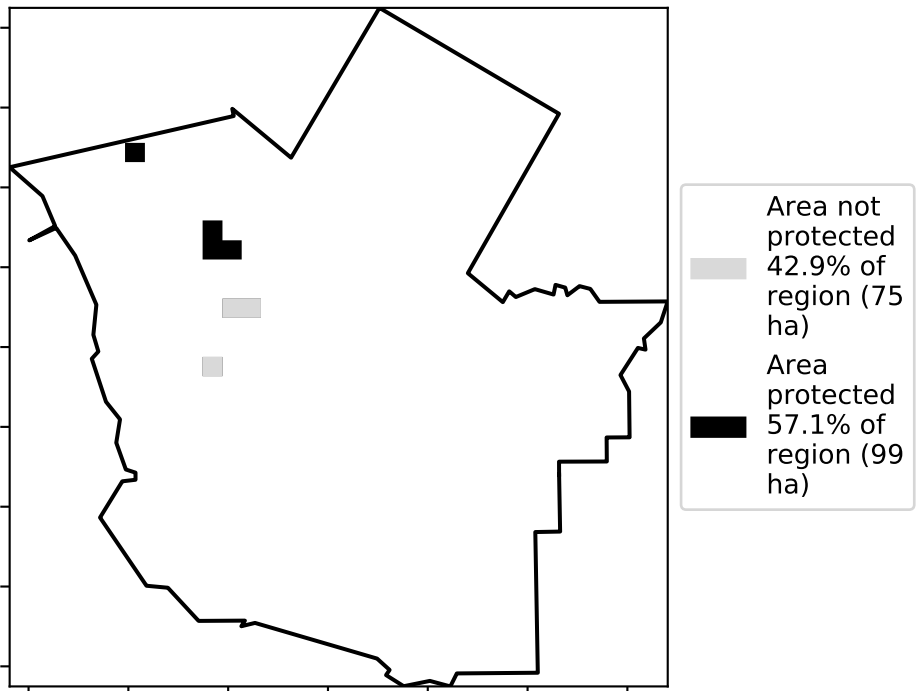 Area not
protected
42.9% of
region (75
ha)
Area
protected
57.1% of
region (99
ha)